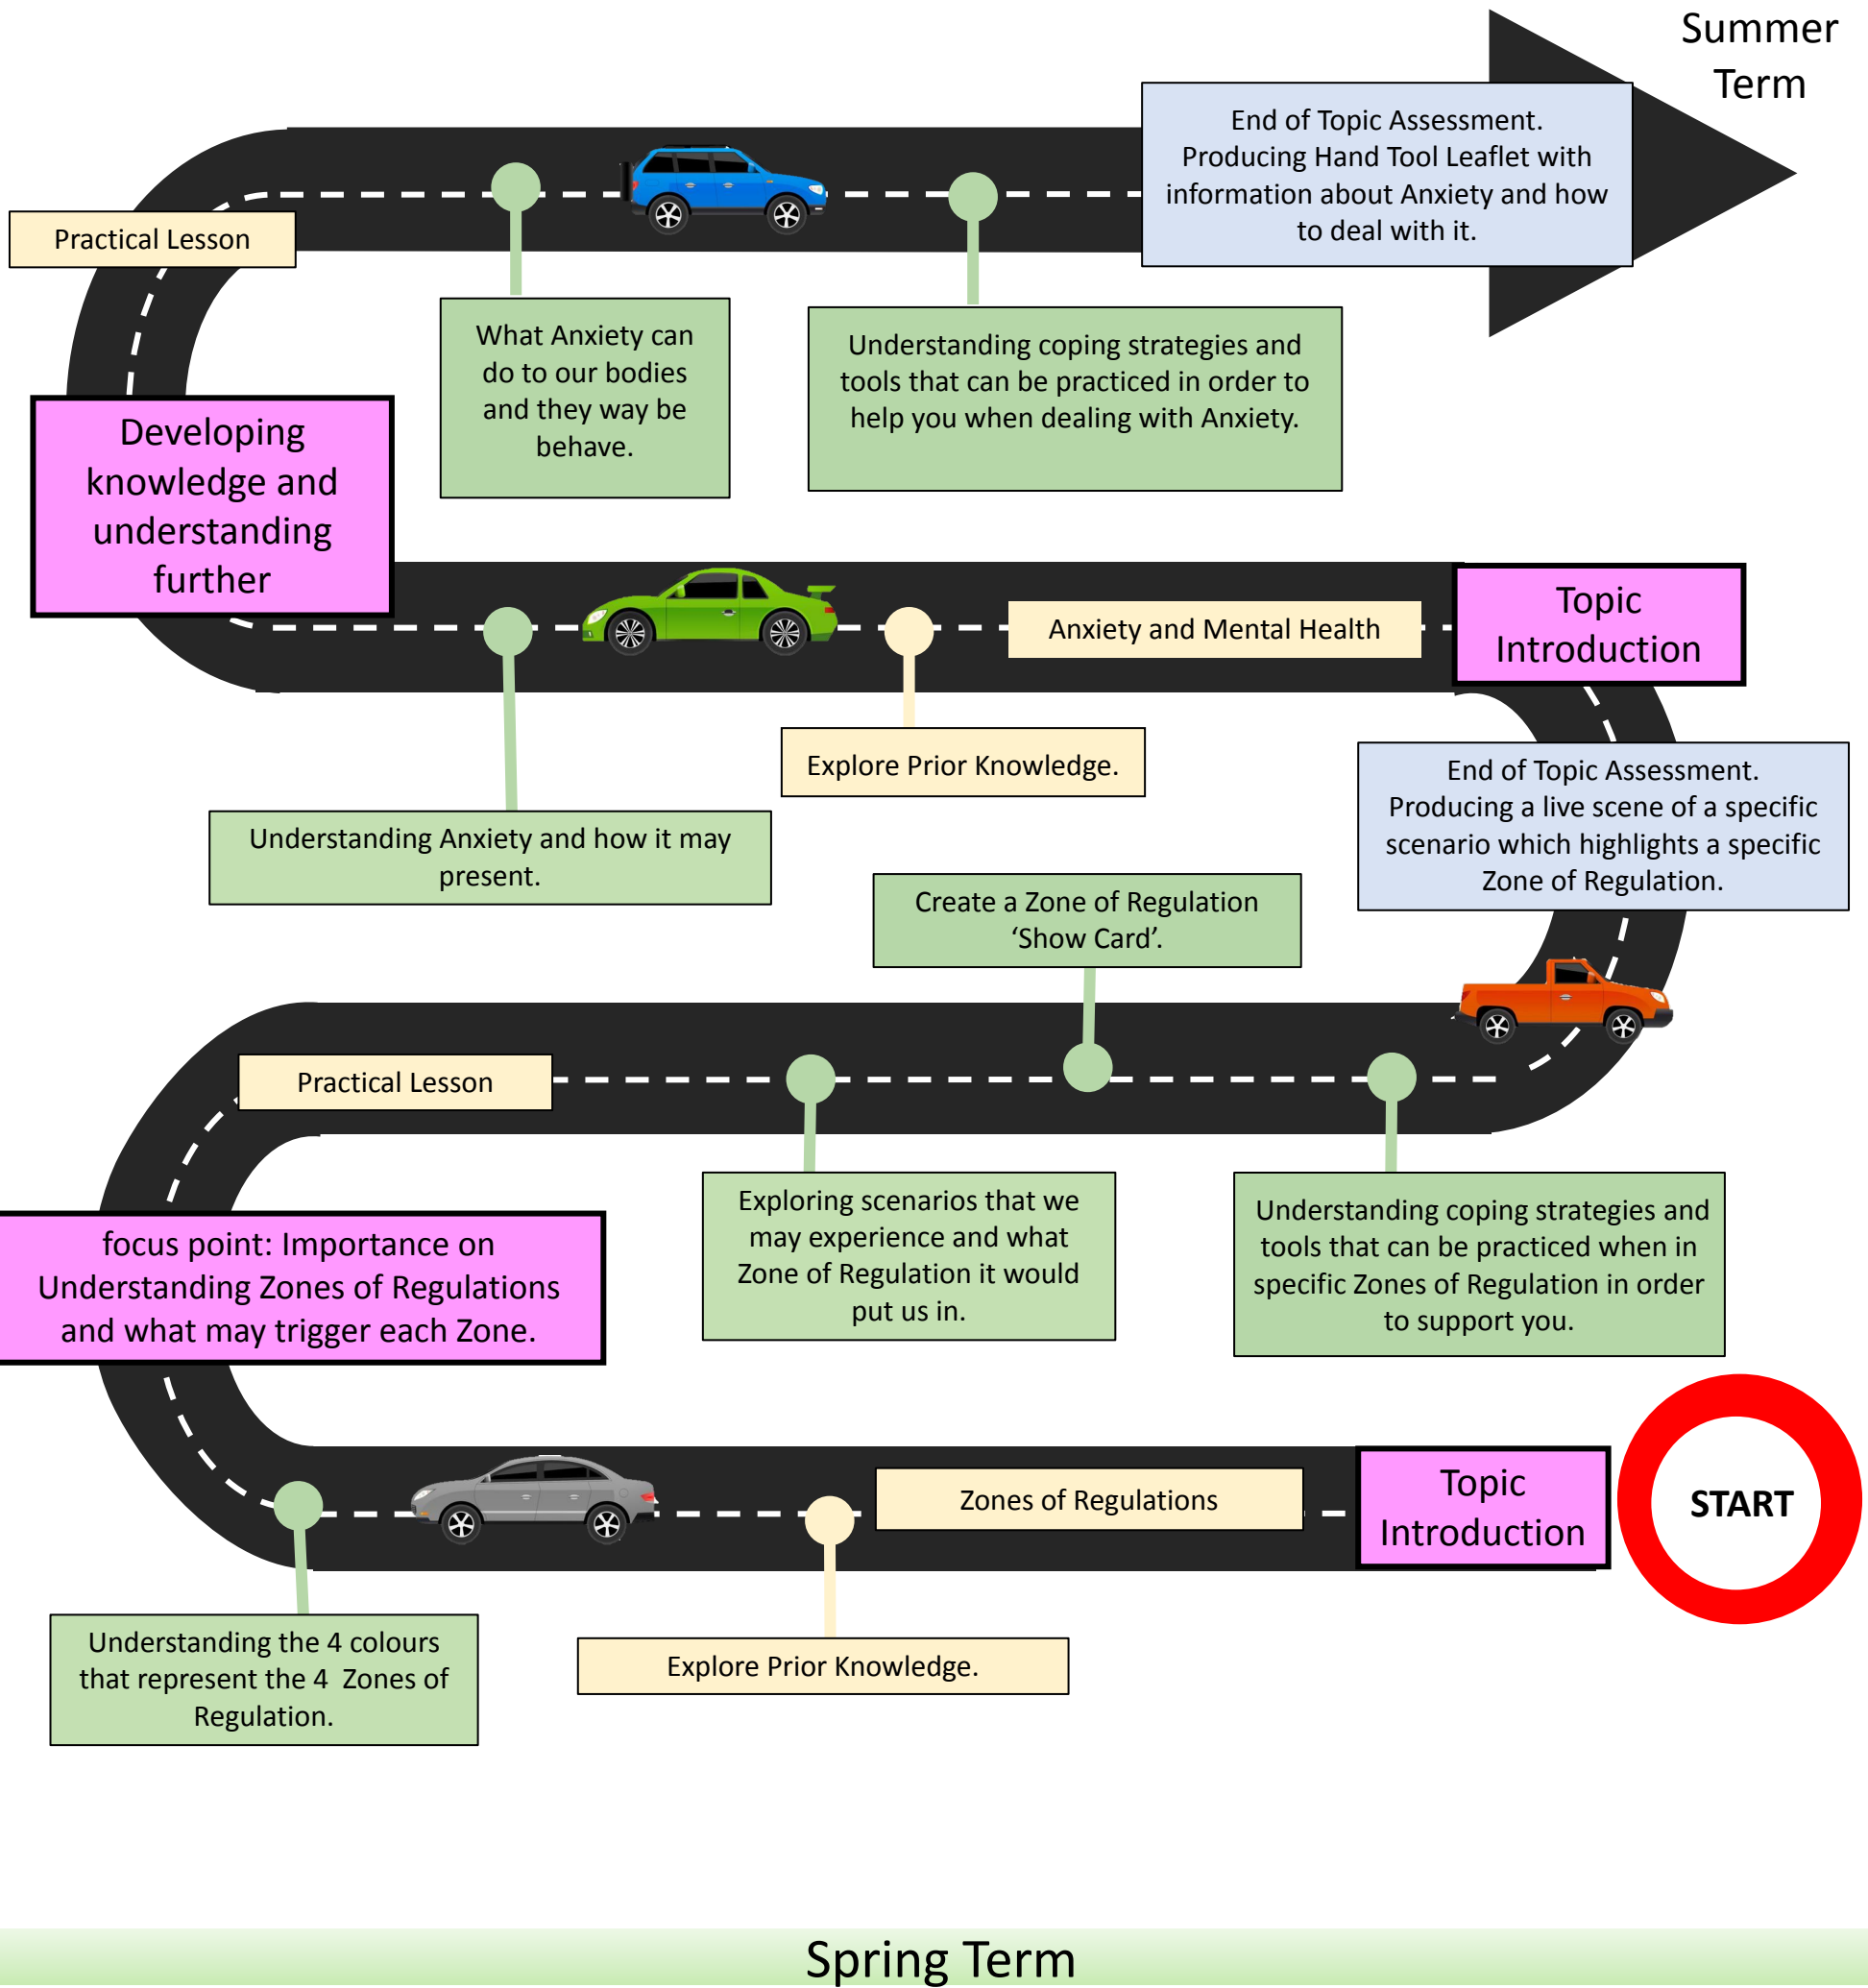 Summer
Term
End of Topic Assessment.
Producing Hand Tool Leaflet with
information about Anxiety and how
to deal with it.
Practical Lesson
What Anxiety can
do to our bodies
and they way be
behave.
Understanding coping strategies and
tools that can be practiced in order to
help you when dealing with Anxiety.
Developing
knowledge and
understanding
further
Anxiety and Mental Health
Topic
Introduction
Explore Prior Knowledge.
Understanding Anxiety and how it may
present.
End of Topic Assessment.
Producing a live scene of a specific
scenario which highlights a specific
Zone of Regulation.
Create a Zone of Regulation
‘Show Card’.
Practical Lesson
Exploring scenarios that we
may experience and what
Zone of Regulation it would
put us in.
Understanding coping strategies and
tools that can be practiced when in
specific Zones of Regulation in order
to support you.
focus point: Importance on
Understanding Zones of Regulations
and what may trigger each Zone.
Zones of Regulations
Topic
Introduction
START
Understanding the 4 colours
that represent the 4  Zones of
Regulation.
Explore Prior Knowledge.
Spring Term